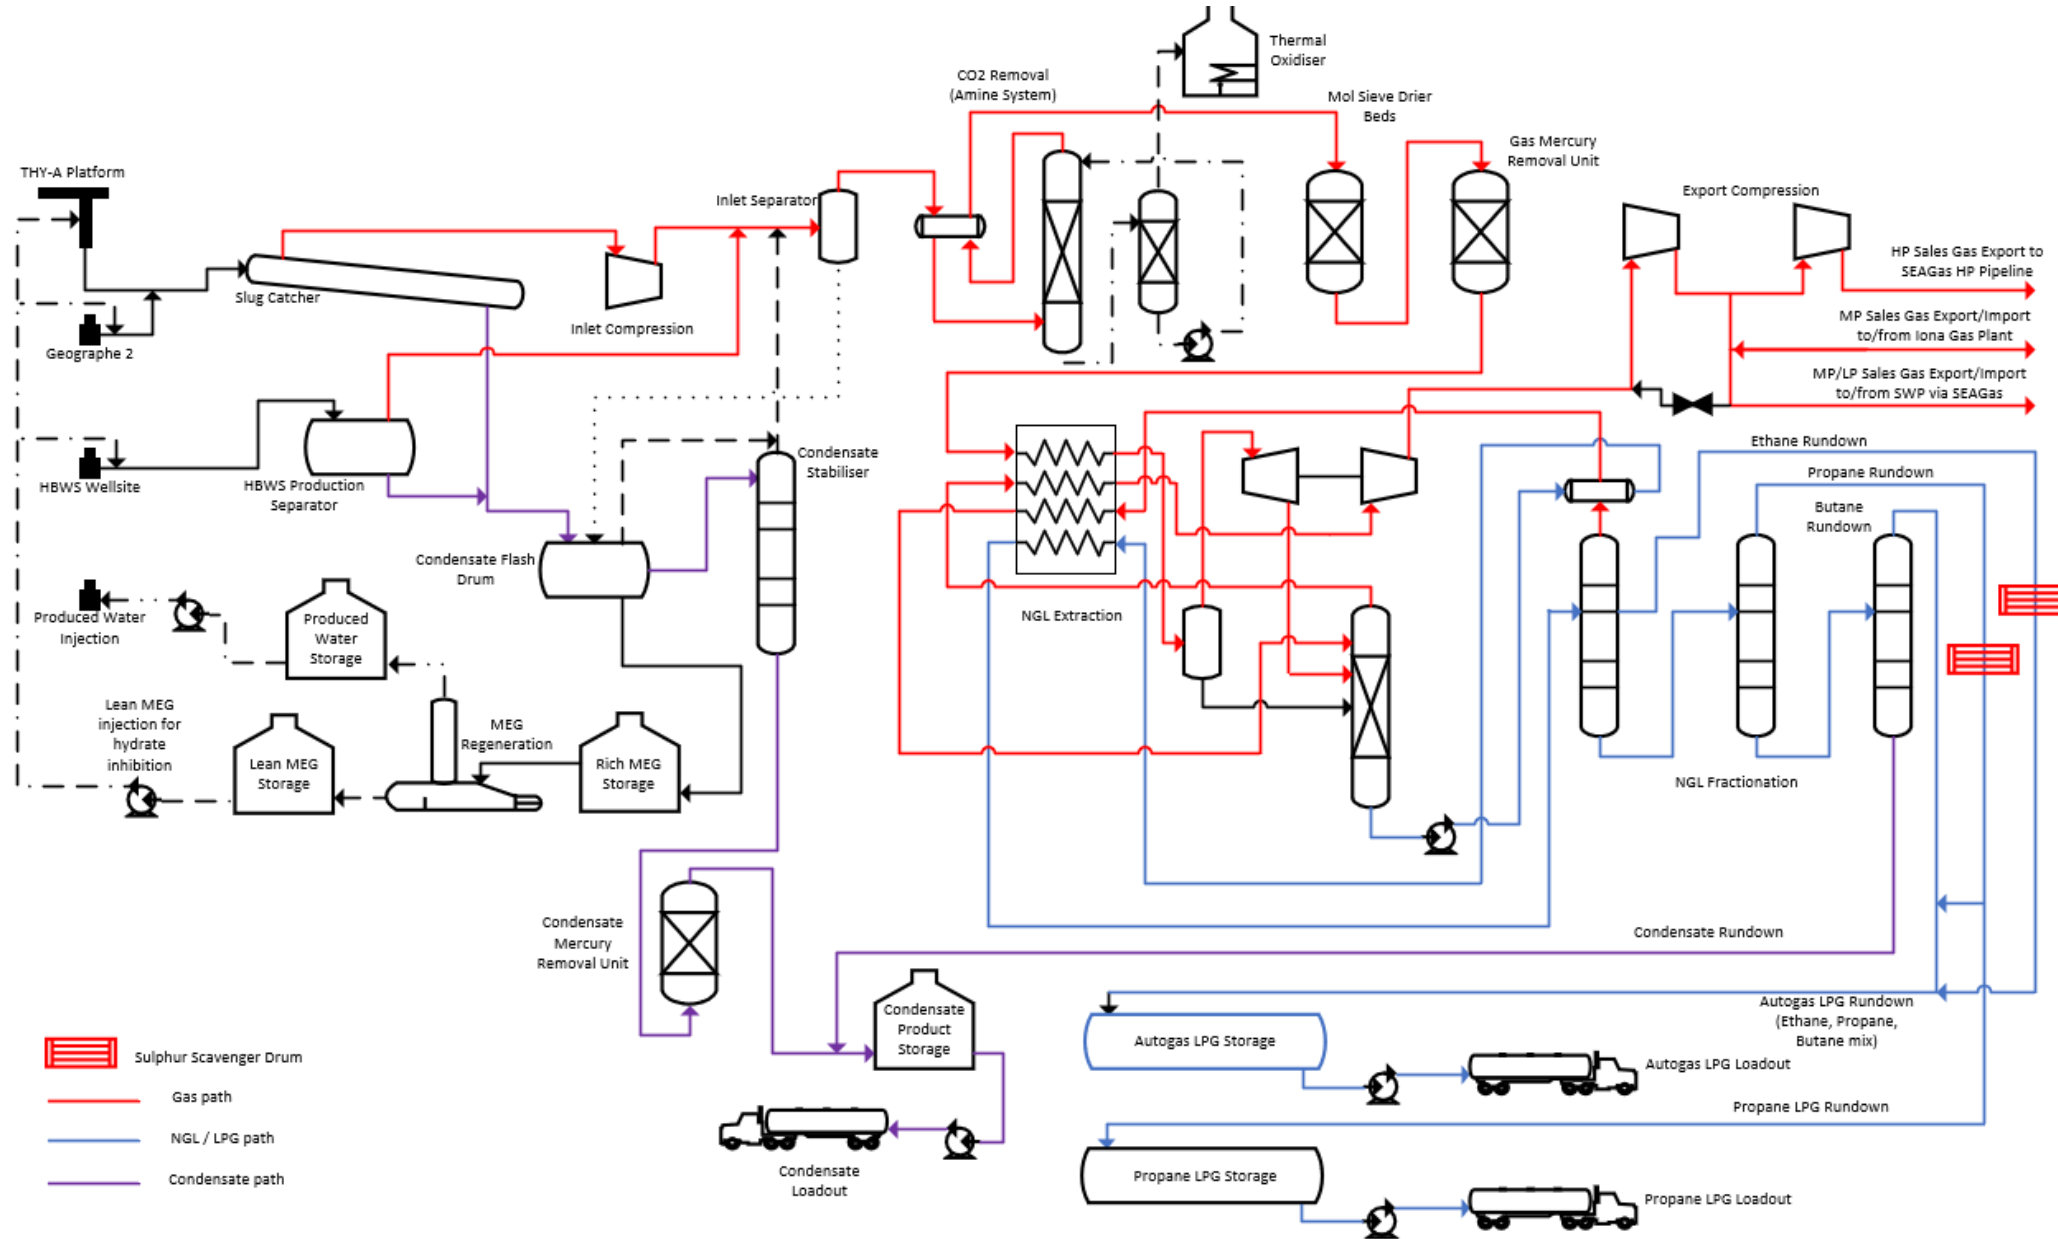 Thermal
Oxidiser
CO2 Removal
(Amine System)
Mol Sieve Drier
Beds
Gas Mercury
Removal Unit
THY-A Platform
Inlet Separator
Export Compression
HP Sales Gas Export to
SEAGas HP Pipeline
Slug Catcher
Inlet Compression
MP Sales Gas Export/Import
to/from Iona Gas Plant
Geographe 2
MP/LP Sales Gas Export/Import
to/from SWP via SEAGas
Ethane Rundown
Condensate
Stabiliser
Propane Rundown
HBWS Wellsite
HBWS Production
Separator
Butane
Rundown
Condensate Flash
Drum
Produced Water
Injection
Produced
Water
Storage
NGL Extraction
Lean MEG
injection for
hydrate
inhibition
MEG
Regeneration
Lean MEG
Storage
Rich MEG
Storage
NGL Fractionation
Condensate
Mercury
Removal Unit
Condensate Rundown
Condensate
Product
Storage
Autogas LPG Rundown
(Ethane, Propane,
Butane mix)
Autogas LPG Storage
Autogas LPG Loadout
Sulphur Scavenger Drum
Gas path
NGL / LPG path
Condensate path
Propane LPG Rundown
Condensate
Loadout
Propane LPG Storage
Propane LPG Loadout